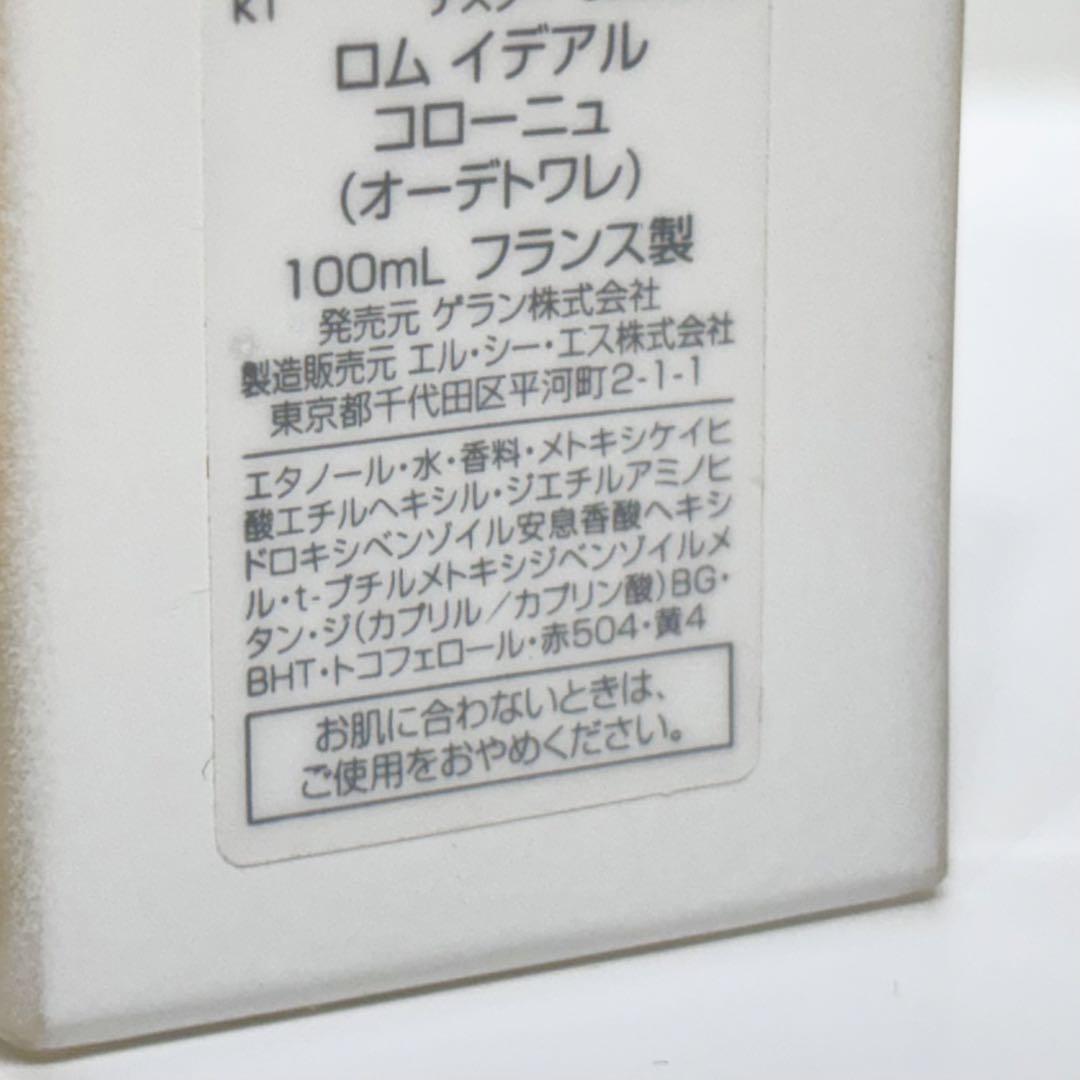 K1
ロム イデアル
コローニュ
(オーデトワレ)
100mL フランス製
発売元 ゲラン株式会社
製造販売元 エル・シー・エス株式会社
東京都千代田区平河町2-1-1
エタノール・水・香料・メトキシケイヒ
酸エチルヘキシル・ジエチルアミノヒ
ドロキシベンゾイル安息香酸ヘキシ
ル・t-ブチルメトキシジベンゾイルメ
タン・ジ(カプリル/カプリン酸)BG・
BHT・トコフェロール・赤504・黄4
お肌に合わないときは、
ご使用をおやめください。